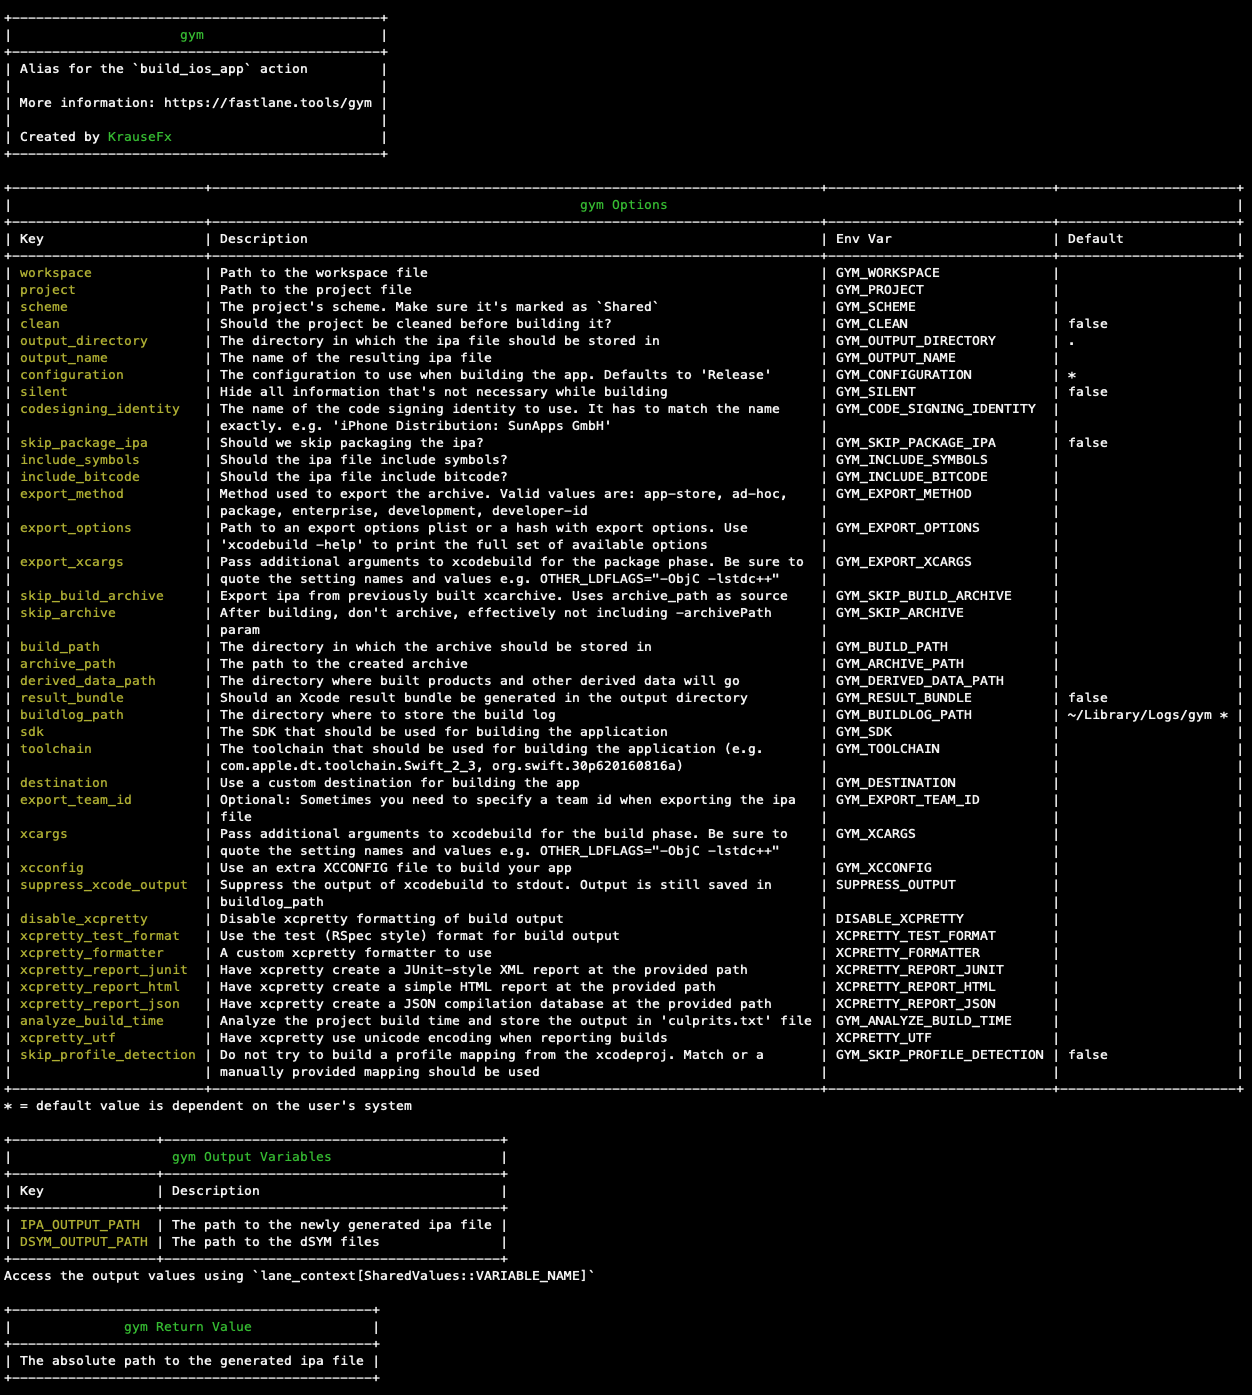 gym
Alias for the `build_ios_app` action
More information: https://fastlane.tools/gym
Created by KrauseFx
gym Options
Key | Description | Env Var | Default
workspace | Path to the workspace file | GYM_WORKSPACE |
project | Path to the project file | GYM_PROJECT |
scheme | The project's scheme. Make sure it's marked as `Shared` | GYM_SCHEME |
clean | Should the project be cleaned before building it? | GYM_CLEAN | false
output_directory | The directory in which the ipa file should be stored in | GYM_OUTPUT_DIRECTORY | .
output_name | The name of the resulting ipa file | GYM_OUTPUT_NAME |
configuration | The configuration to use when building the app. Defaults to 'Release' | GYM_CONFIGURATION | *
silent | Hide all information that's not necessary while building | GYM_SILENT | false
codesigning_identity | The name of the code signing identity to use. It has to match the name | GYM_CODE_SIGNING_IDENTITY |
exactly. e.g. 'iPhone Distribution: SunApps GmbH'
skip_package_ipa | Should we skip packaging the ipa? | GYM_SKIP_PACKAGE_IPA | false
include_symbols | Should the ipa file include symbols? | GYM_INCLUDE_SYMBOLS |
include_bitcode | Should the ipa file include bitcode? | GYM_INCLUDE_BITCODE |
export_method | Method used to export the archive. Valid values are: app-store, ad-hoc, | GYM_EXPORT_METHOD |
package, enterprise, development, developer-id
export_options | Path to an export options plist or a hash with export options. Use | GYM_EXPORT_OPTIONS |
'xcodebuild -help' to print the full set of available options
export_xcargs | Pass additional arguments to xcodebuild for the package phase. Be sure to | GYM_EXPORT_XCARGS |
quote the setting names and values e.g. OTHER_LDFLAGS="-ObjC -lstdc++"
skip_build_archive | Export ipa from previously built xcarchive. Uses archive_path as source | GYM_SKIP_BUILD_ARCHIVE |
skip_archive | After building, don't archive, effectively not including -archivePath | GYM_SKIP_ARCHIVE |
param
build_path | The directory in which the archive should be stored in | GYM_BUILD_PATH |
archive_path | The path to the created archive | GYM_ARCHIVE_PATH |
derived_data_path | The directory where built products and other derived data will go | GYM_DERIVED_DATA_PATH |
result_bundle | Should an Xcode result bundle be generated in the output directory | GYM_RESULT_BUNDLE | false
buildlog_path | The directory where to store the build log | GYM_BUILDLOG_PATH | ~/Library/Logs/gym *
sdk | The SDK that should be used for building the application | GYM_SDK |
toolchain | The toolchain that should be used for building the application (e.g. | GYM_TOOLCHAIN |
com.apple.dt.toolchain.Swift_2_3, org.swift.30p620160816a)
destination | Use a custom destination for building the app | GYM_DESTINATION |
export_team_id | Optional: Sometimes you need to specify a team id when exporting the ipa | GYM_EXPORT_TEAM_ID |
file
xcargs | Pass additional arguments to xcodebuild for the build phase. Be sure to | GYM_XCARGS |
quote the setting names and values e.g. OTHER_LDFLAGS="-ObjC -lstdc++"
xcconfig | Use an extra XCCONFIG file to build your app | GYM_XCCONFIG |
suppress_xcode_output | Suppress the output of xcodebuild to stdout. Output is still saved in | SUPPRESS_OUTPUT |
buildlog_path
disable_xcpretty | Disable xcpretty formatting of build output | DISABLE_XCPRETTY |
xcpretty_test_format | Use the test (RSpec style) format for build output | XCPRETTY_TEST_FORMAT |
xcpretty_formatter | A custom xcpretty formatter to use | XCPRETTY_FORMATTER |
xcpretty_report_junit | Have xcpretty create a JUnit-style XML report at the provided path | XCPRETTY_REPORT_JUNIT |
xcpretty_report_html | Have xcpretty create a simple HTML report at the provided path | XCPRETTY_REPORT_HTML |
xcpretty_report_json | Have xcpretty create a JSON compilation database at the provided path | XCPRETTY_REPORT_JSON |
analyze_build_time | Analyze the project build time and store the output in 'culprits.txt' file | GYM_ANALYZE_BUILD_TIME |
xcpretty_utf | Have xcpretty use unicode encoding when reporting builds | XCPRETTY_UTF |
skip_profile_detection | Do not try to build a profile mapping from the xcodeproj. Match or a | GYM_SKIP_PROFILE_DETECTION | false
manually provided mapping should be used
* = default value is dependent on the user's system
gym Output Variables
Key | Description
IPA_OUTPUT_PATH | The path to the newly generated ipa file
DSYM_OUTPUT_PATH | The path to the dSYM files
Access the output values using `lane_context[SharedValues::VARIABLE_NAME]`
gym Return Value
The absolute path to the generated ipa file